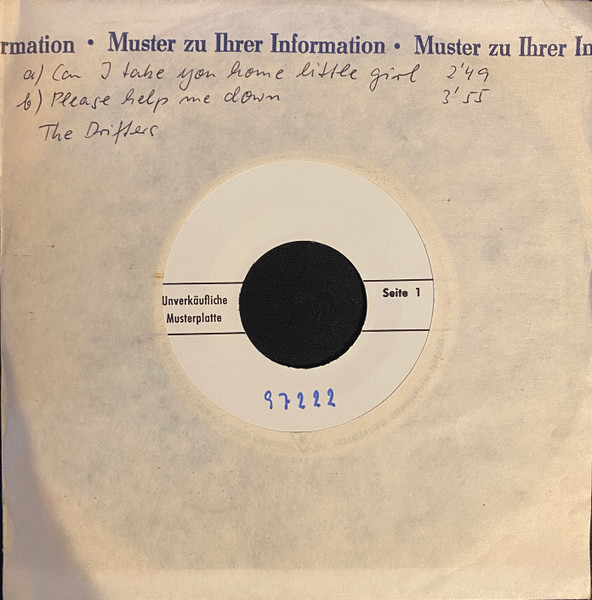 rmation • Muster zu Ihrer Information • Muster zu Ihrer In
a) Can I take you home little girl 2'49
b) Please help me down 3'55
The Drifters
Unverkäufliche
Musterplatte
Seite 1
97222